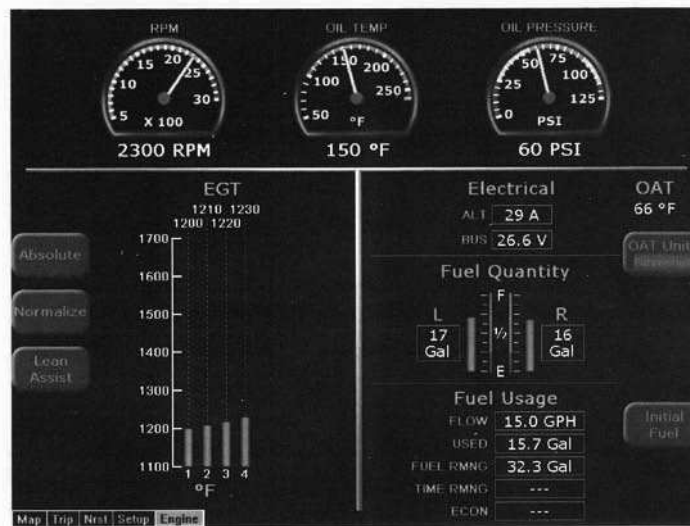 RPM
OIL TEMP
OIL PRESSURE
5 10 15 20 25 30
X 100
50 100 150 200 250
°F
0 25 50 75 100 125
PSI
2300 RPM
150 °F
60 PSI
EGT
1210 1230
1200 1220
1700
1600
1500
1400
1300
1200
1100
1 2 3 4
°F
Absolute
Normalize
Lean
Assist
Electrical
ALT 29 A
BUS 26.6 V
OAT
66 °F
OAT Units
Fuel Quantity
L
17
Gal
F
½
E
R
16
Gal
Fuel Usage
FLOW 15.0 GPH
USED 15.7 Gal
FUEL RMNG 32.3 Gal
TIME RMNG ---
ECON ---
Initial
Fuel
Map Trip Nrst Setup Engine